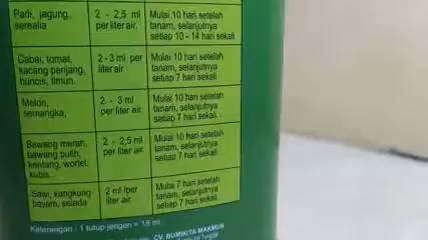 Padi, jagung, serealia
2 - 2,5 ml per liter air
Mulai 10 hari setelah tanam, selanjutnya setiap 10 - 14 hari sekali
Cabai, tomat, kacang panjang, buncis, timun.
2 - 3 ml per liter air
Mulai 10 hari setelah tanam, selanjutnya setiap 7 hari sekali.
Melon, semangka,
2 - 3 ml per liter air.
Mulai 10 hari setelah tanam, selanjutnya setiap 7 hari sekali.
Bawang merah, bawang putih, kentang, wortel, kubis.
2 - 2,5 ml per liter air
Mulai 10 hari setelah tanam, selanjutnya setiap 7 hari sekali.
Sawi, kangkung bayam, selada
2 ml /per liter air
Mulai 7 hari setelah tanam, selanjutnya setiap 7 hari sekali
Keterangan : 1 tutup jerigen = 18 ml
CV. BUMIKITA MAKMUR